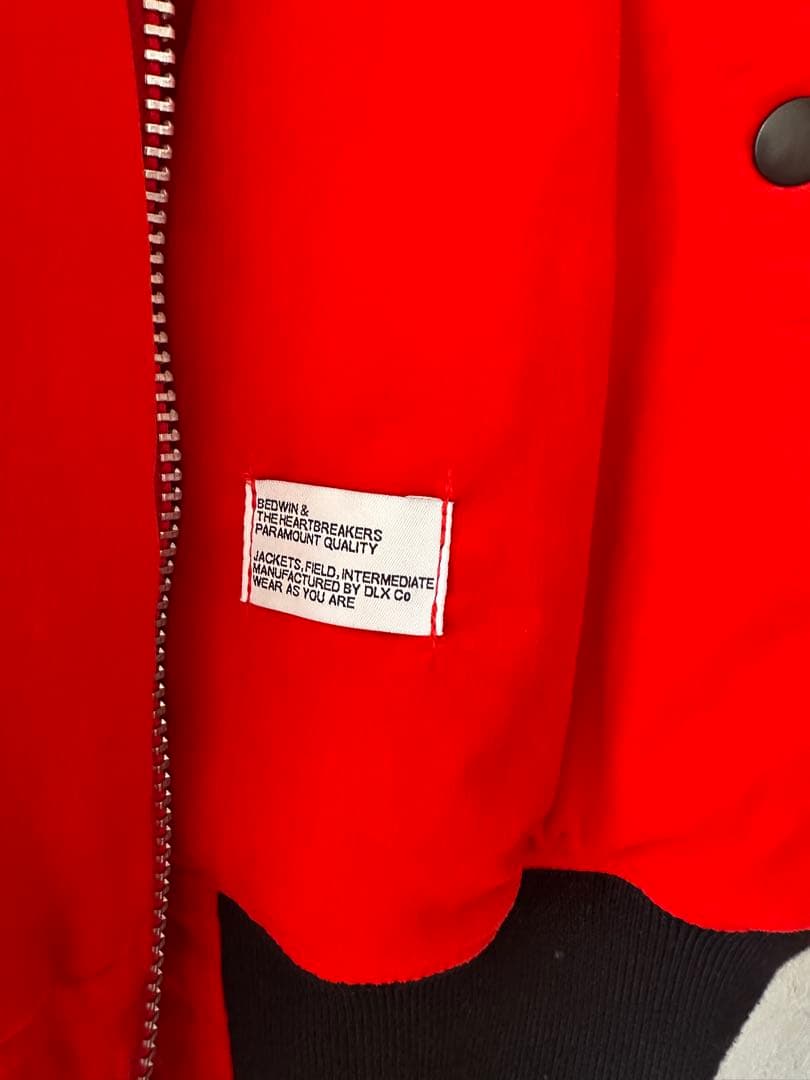 BEDWIN &
THE HEARTBREAKERS
PARAMOUNT QUALITY
JACKETS, FIELD, INTERMEDIATE
MANUFACTURED BY DLX Co
WEAR AS YOU ARE